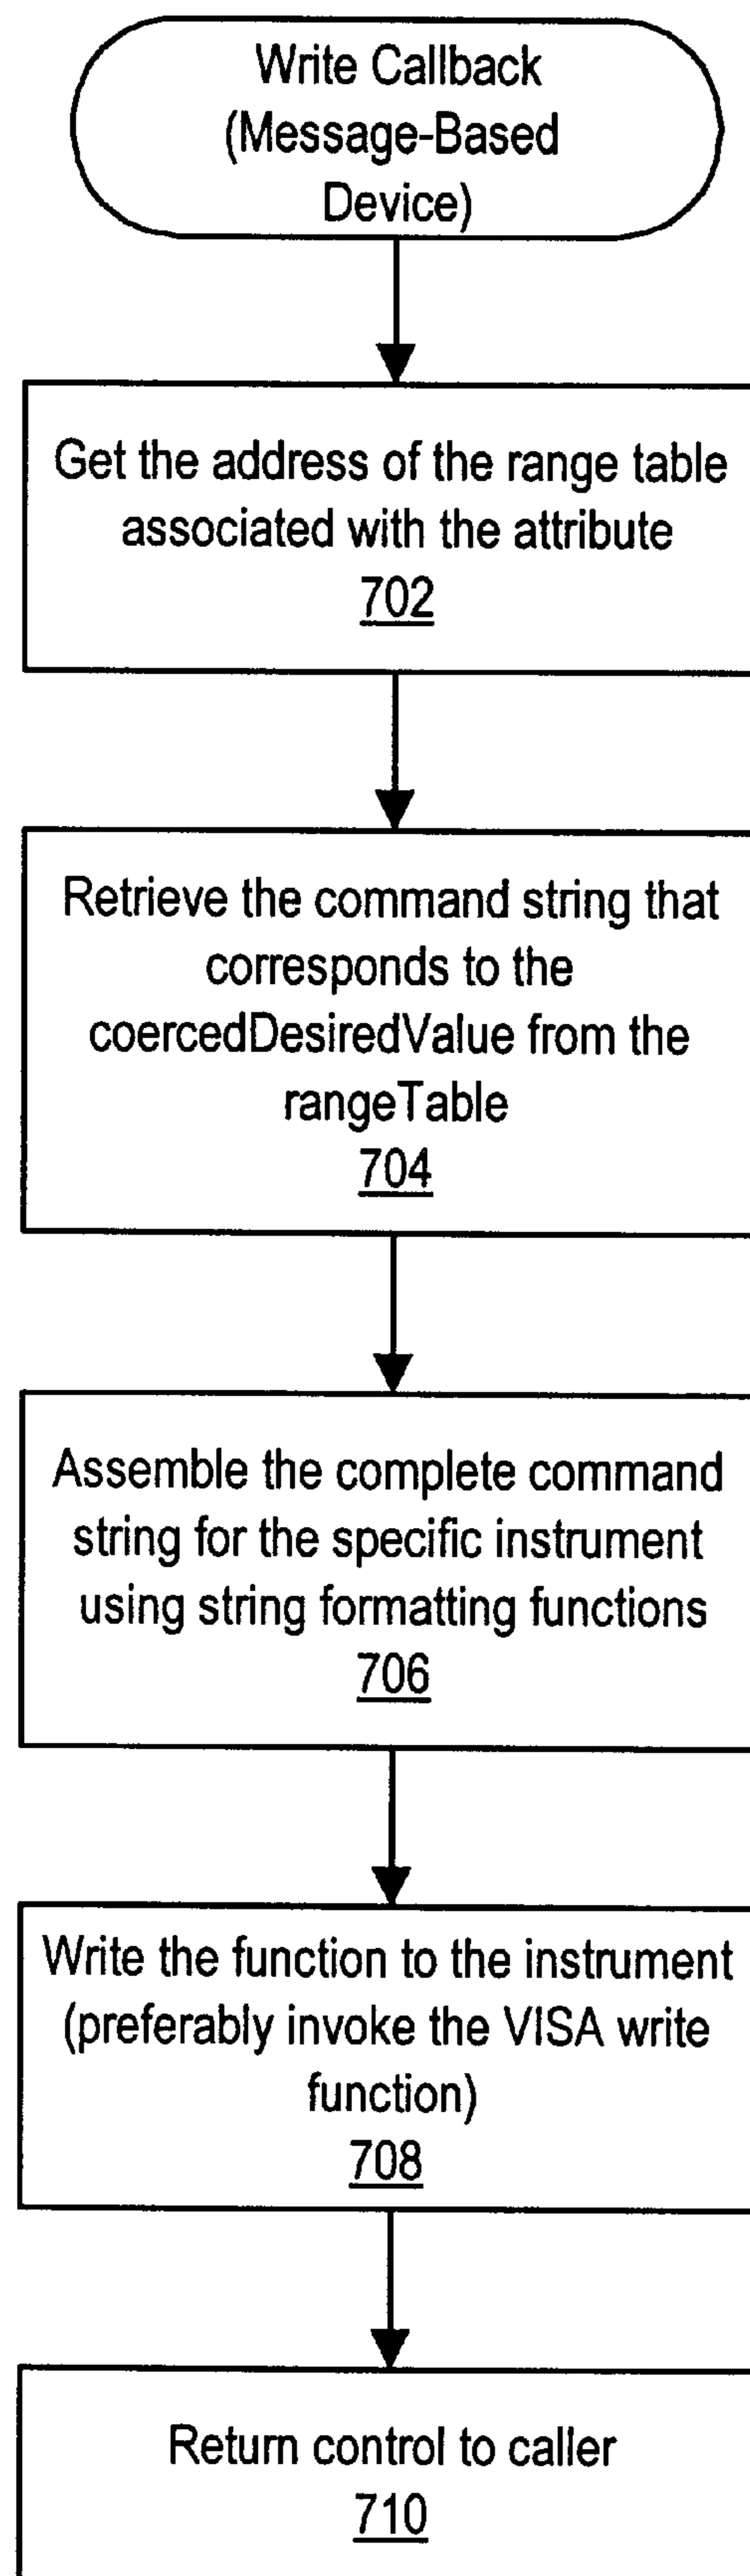 Write Callback
(Message-Based
Device)
Get the address of the range table
associated with the attribute
702
Retrieve the command string that
corresponds to the
coercedDesiredValue from the
rangeTable
704
Assemble the complete command
string for the specific instrument
using string formatting functions
706
Write the function to the instrument
(preferably invoke the VISA write
function)
708
Return control to caller
710